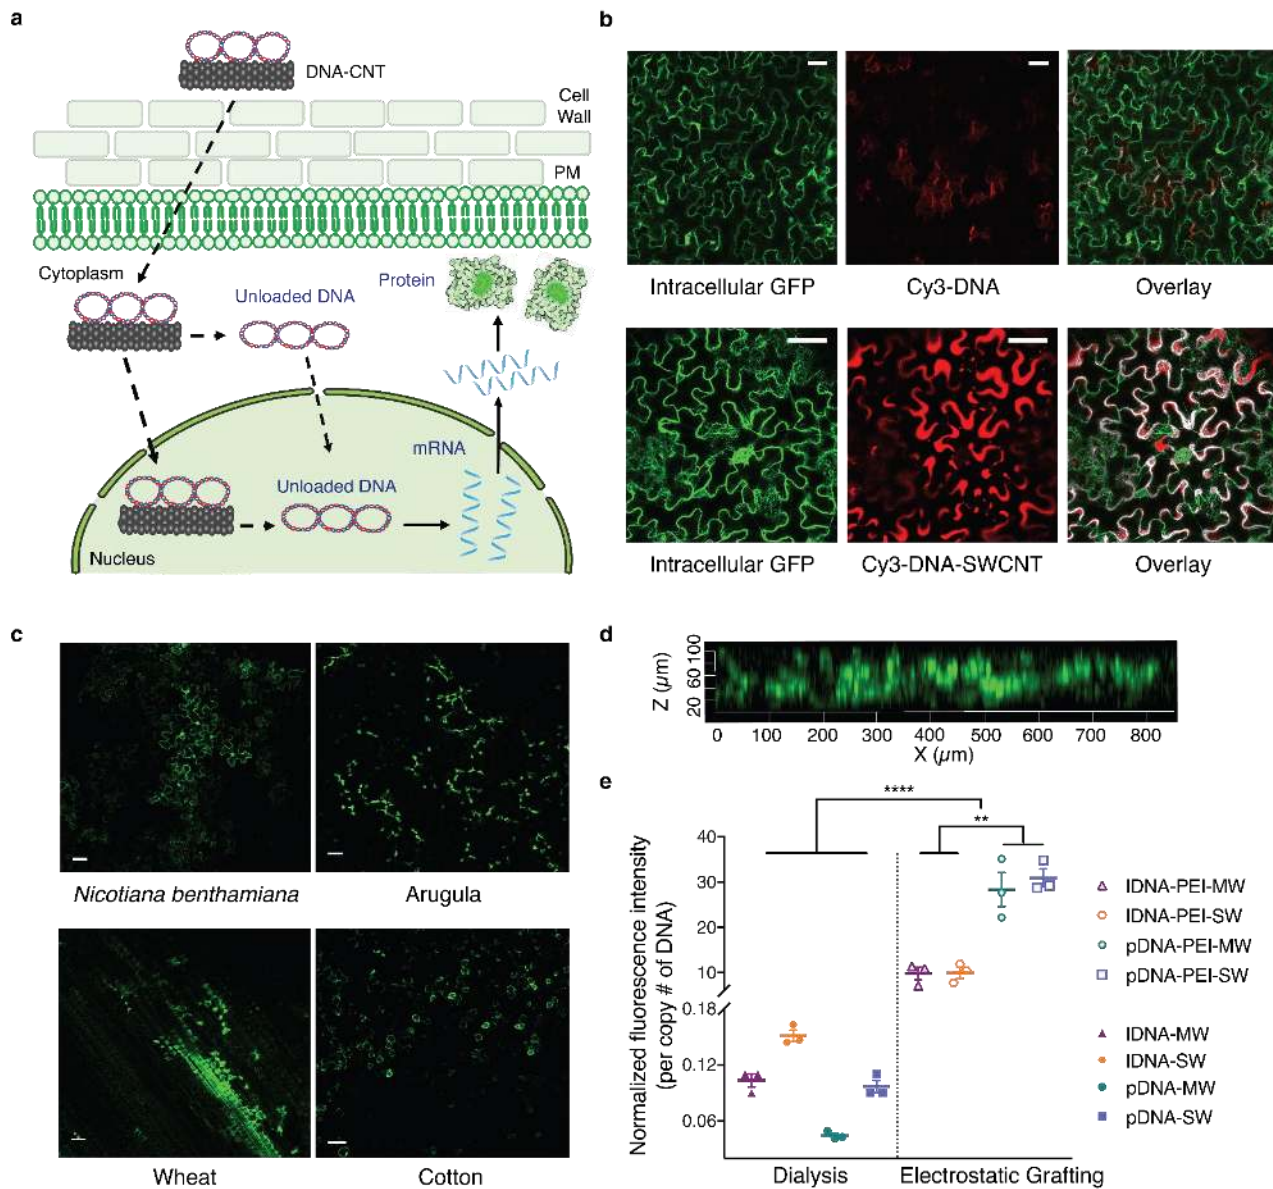 a
DNA-CNT
Cell
Wall
PM
Cytoplasm
Unloaded DNA
Protein
mRNA
Unloaded DNA
Nucleus
b
Intracellular GFP
Cy3-DNA
Overlay
Intracellular GFP
Cy3-DNA-SWCNT
Overlay
c
Nicotiana benthamiana
Arugula
Wheat
Cotton
d
Z (µm)
100
60
20
0 100 200 300 400 500 600 700 800
X (µm)
e
****
**
Normalized fluorescence intensity
(per copy # of DNA)
40
30
20
10
0.18
0.12
0.06
Dialysis
Electrostatic Grafting
lDNA-PEI-MW
lDNA-PEI-SW
pDNA-PEI-MW
pDNA-PEI-SW
lDNA-MW
lDNA-SW
pDNA-MW
pDNA-SW